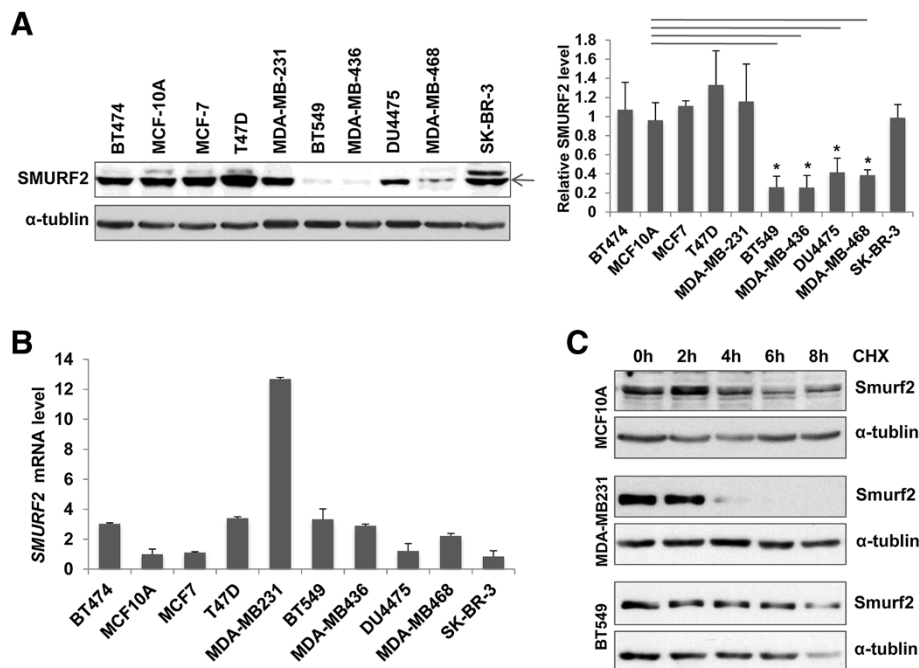 A
BT474
MCF-10A
MCF-7
T47D
MDA-MB-231
BT549
MDA-MB-436
DU4475
MDA-MB-468
SK-BR-3
SMURF2
α-tublin
Relative SMURF2 level
1.8
1.6
1.4
1.2
1
0.8
0.6
0.4
0.2
0
* * * *
BT474
MCF10A
MCF7
T47D
MDA-MB-231
BT549
MDA-MB-436
DU4475
MDA-MB-468
SK-BR-3
B
SMURF2 mRNA level
14
12
10
8
6
4
2
0
BT474
MCF10A
MCF7
T47D
MDA-MB231
BT549
MDA-MB436
DU4475
MDA-MB468
SK-BR-3
C
0h 2h 4h 6h 8h CHX
MCF10A
Smurf2
α-tublin
MDA-MB231
Smurf2
α-tublin
BT549
Smurf2
α-tublin